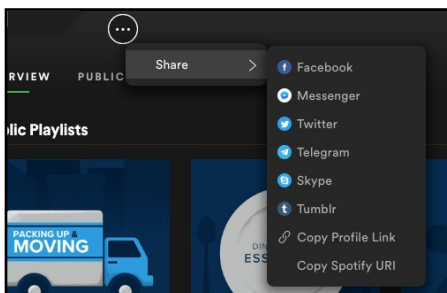 Share
Facebook
RVIEW PUBLIC
Messenger
Twitter
lic Playlists
Telegram
Skype
Tumblr
PACKING UP &
MOVING
Copy Profile Link
DIN
ESS
Copy Spotify URI